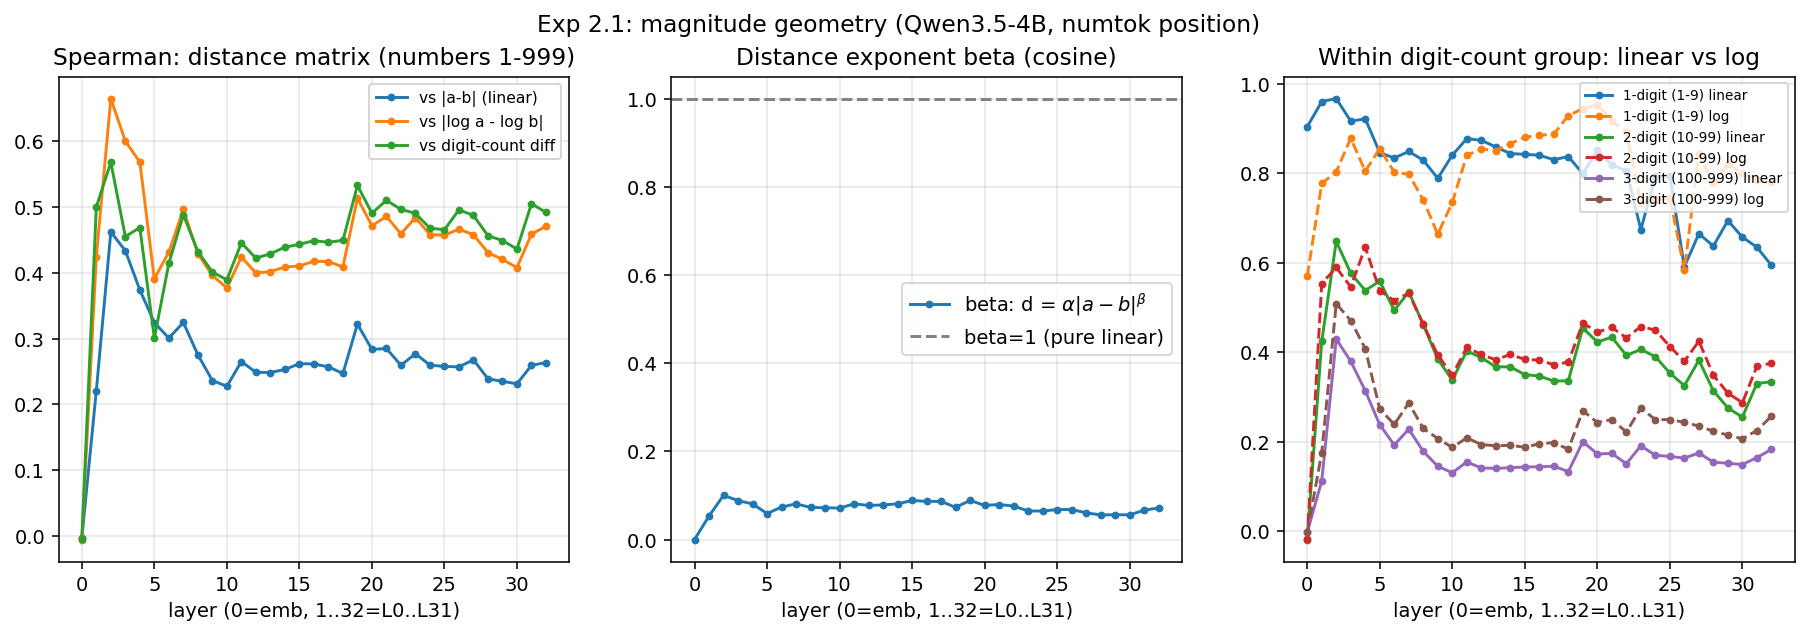 Exp 2.1: magnitude geometry (Qwen3.5-4B, numtok position)
Spearman: distance matrix (numbers 1-999)
vs |a-b| (linear)
vs |log a - log b|
vs digit-count diff
0.6
0.5
0.4
0.3
0.2
0.1
0.0
0 5 10 15 20 25 30
layer (0=emb, 1..32=L0..L31)
Distance exponent beta (cosine)
beta: d = α|a − b|^β
beta=1 (pure linear)
1.0
0.8
0.6
0.4
0.2
0.0
0 5 10 15 20 25 30
layer (0=emb, 1..32=L0..L31)
Within digit-count group: linear vs log
1-digit (1-9) linear
1-digit (1-9) log
2-digit (10-99) linear
2-digit (10-99) log
3-digit (100-999) linear
3-digit (100-999) log
1.0
0.8
0.6
0.4
0.2
0.0
0 5 10 15 20 25 30
layer (0=emb, 1..32=L0..L31)